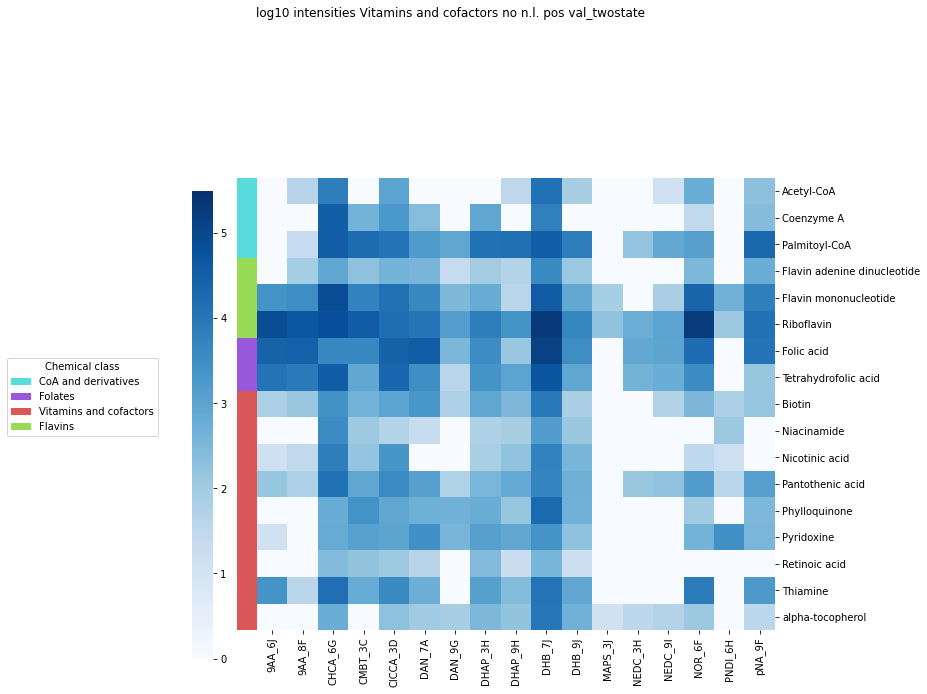 log10 intensities Vitamins and cofactors no n.l. pos val_twostate
Chemical class
CoA and derivatives
Folates
Vitamins and cofactors
Flavins
5
4
3
2
1
0
Acetyl-CoA
Coenzyme A
Palmitoyl-CoA
Flavin adenine dinucleotide
Flavin mononucleotide
Riboflavin
Folic acid
Tetrahydrofolic acid
Biotin
Niacinamide
Nicotinic acid
Pantothenic acid
Phylloquinone
Pyridoxine
Retinoic acid
Thiamine
alpha-tocopherol
9AA_6J
9AA_8F
CHCA_6G
CMBT_3C
ClCCA_3D
DAN_7A
DAN_9G
DHAP_3H
DHAP_9H
DHB_7J
DHB_9J
MAPS_3J
NEDC_3H
NEDC_9I
NOR_6F
PNDI_6H
pNA_9F